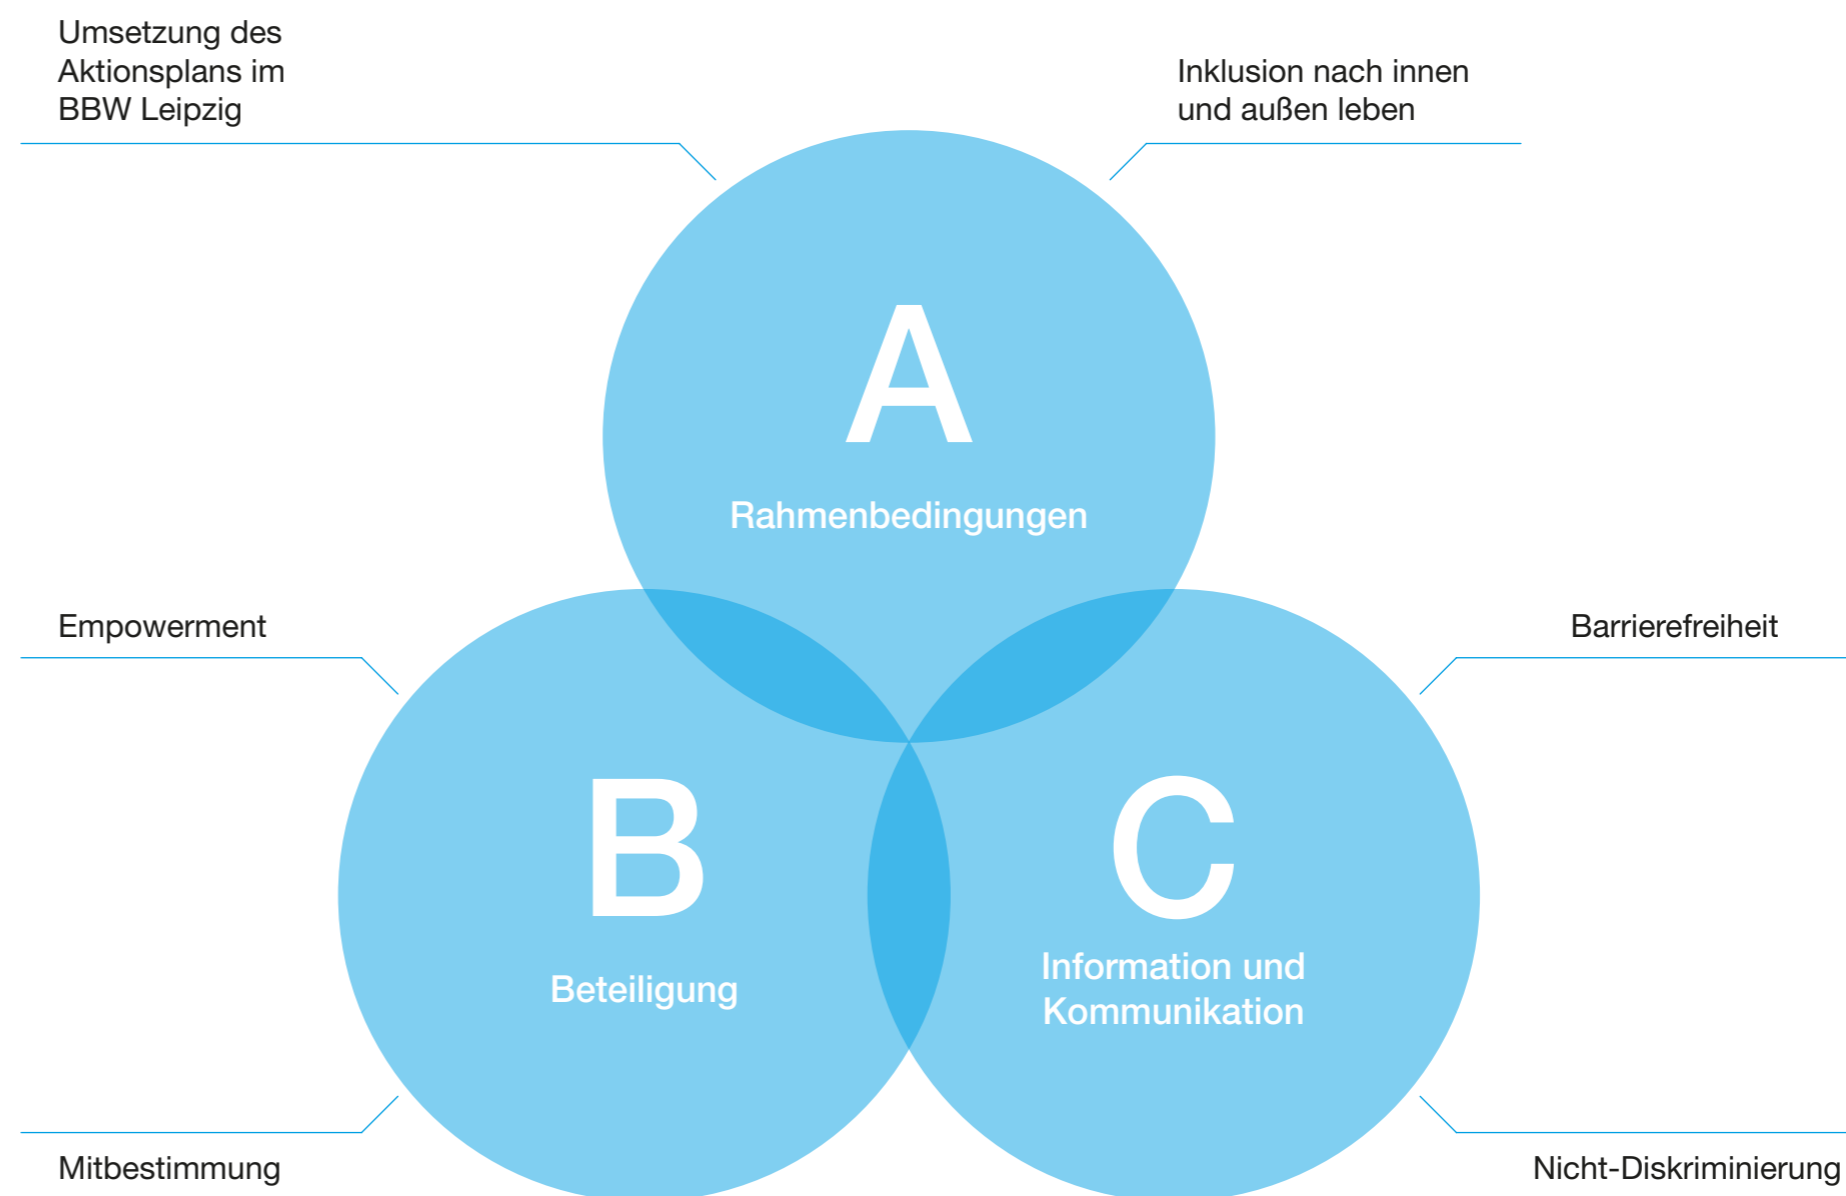 Umsetzung des
Aktionsplans im
BBW Leipzig
Inklusion nach innen
und außen leben
A
Rahmenbedingungen
Empowerment
Barrierefreiheit
B
Beteiligung
C
Information und
Kommunikation
Mitbestimmung
Nicht-Diskriminierung